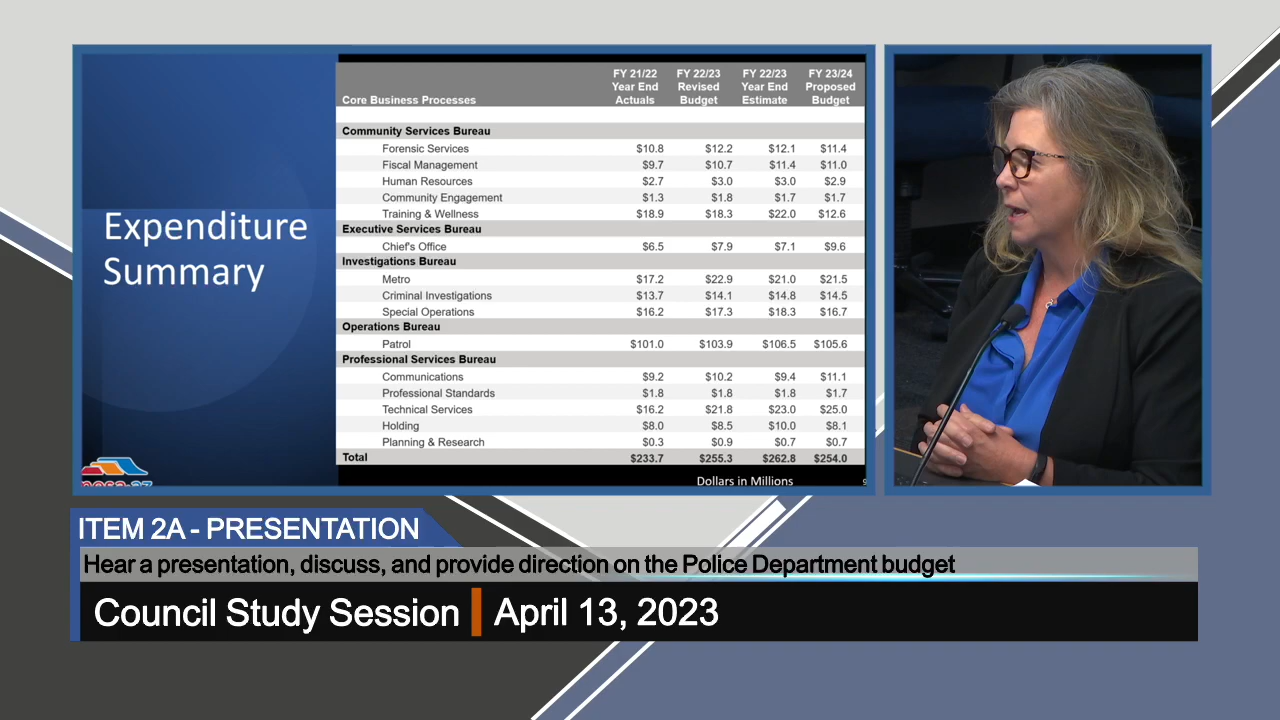 Expenditure
Summary
Core Business Processes FY 21/22 Year End Actuals FY 22/23 Revised Budget FY 22/23 Year End Estimate FY 23/24 Proposed Budget
Community Services Bureau
Forensic Services $10.8 $12.2 $12.1 $11.4
Fiscal Management $9.7 $10.7 $11.4 $11.0
Human Resources $2.7 $3.0 $3.0 $2.9
Community Engagement $1.3 $1.8 $1.7 $1.7
Training & Wellness $18.9 $18.3 $22.0 $12.6
Executive Services Bureau
Chief's Office $6.5 $7.9 $7.1 $9.6
Investigations Bureau
Metro $17.2 $22.9 $21.0 $21.5
Criminal Investigations $13.7 $14.1 $14.8 $14.5
Special Operations $16.2 $17.3 $18.3 $16.7
Operations Bureau
Patrol $101.0 $103.9 $106.5 $105.6
Professional Services Bureau
Communications $9.2 $10.2 $9.4 $11.1
Professional Standards $1.8 $1.8 $1.8 $1.7
Technical Services $16.2 $21.8 $23.0 $25.0
Holding $8.0 $8.5 $10.0 $8.1
Planning & Research $0.3 $0.9 $0.7 $0.7
Total $233.7 $255.3 $262.8 $254.0
Dollars in Millions
ITEM 2A - PRESENTATION
Hear a presentation, discuss, and provide direction on the Police Department budget
Council Study Session April 13, 2023